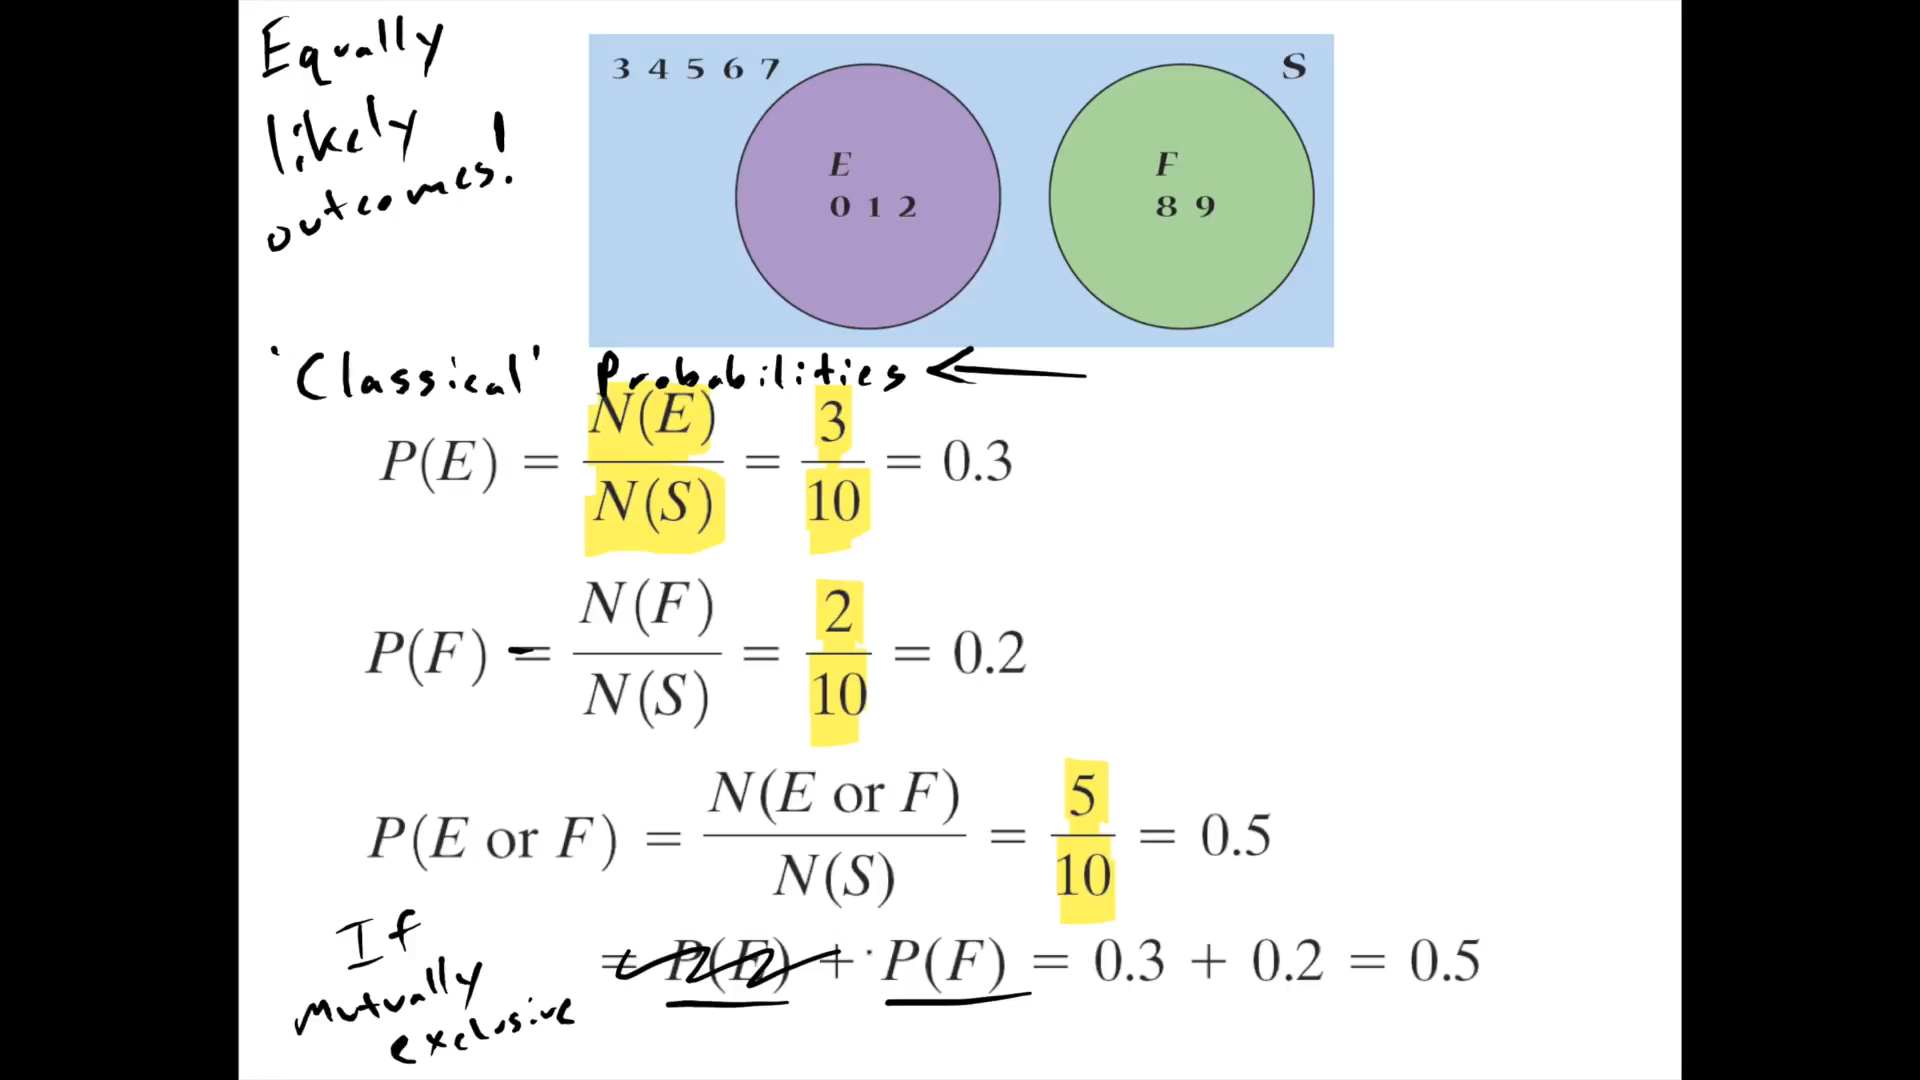 Equally
likely
outcomes!
3 4 5 6 7
S
E
0 1 2
F
8 9
'Classical' Probabilities
P(E) = N(E)/N(S) = 3/10 = 0.3
P(F) = N(F)/N(S) = 2/10 = 0.2
P(E or F) = N(E or F)/N(S) = 5/10 = 0.5
If
mutually
exclusive
= P(E) + P(F) = 0.3 + 0.2 = 0.5